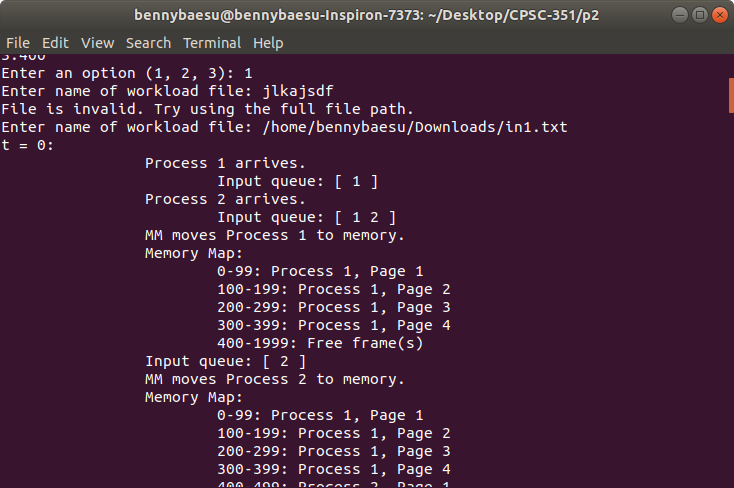 bennybaesu@bennybaesu-Inspiron-7373: ~/Desktop/CPSC-351/p2
File Edit View Search Terminal Help
3:400
Enter an option (1, 2, 3): 1
Enter name of workload file: jlkajsdf
File is invalid. Try using the full file path.
Enter name of workload file: /home/bennybaesu/Downloads/in1.txt
t = 0:
Process 1 arrives.
Input queue: [ 1 ]
Process 2 arrives.
Input queue: [ 1 2 ]
MM moves Process 1 to memory.
Memory Map:
0-99: Process 1, Page 1
100-199: Process 1, Page 2
200-299: Process 1, Page 3
300-399: Process 1, Page 4
400-1999: Free frame(s)
Input queue: [ 2 ]
MM moves Process 2 to memory.
Memory Map:
0-99: Process 1, Page 1
100-199: Process 1, Page 2
200-299: Process 1, Page 3
300-399: Process 1, Page 4
400-499: Process 2, Page 1